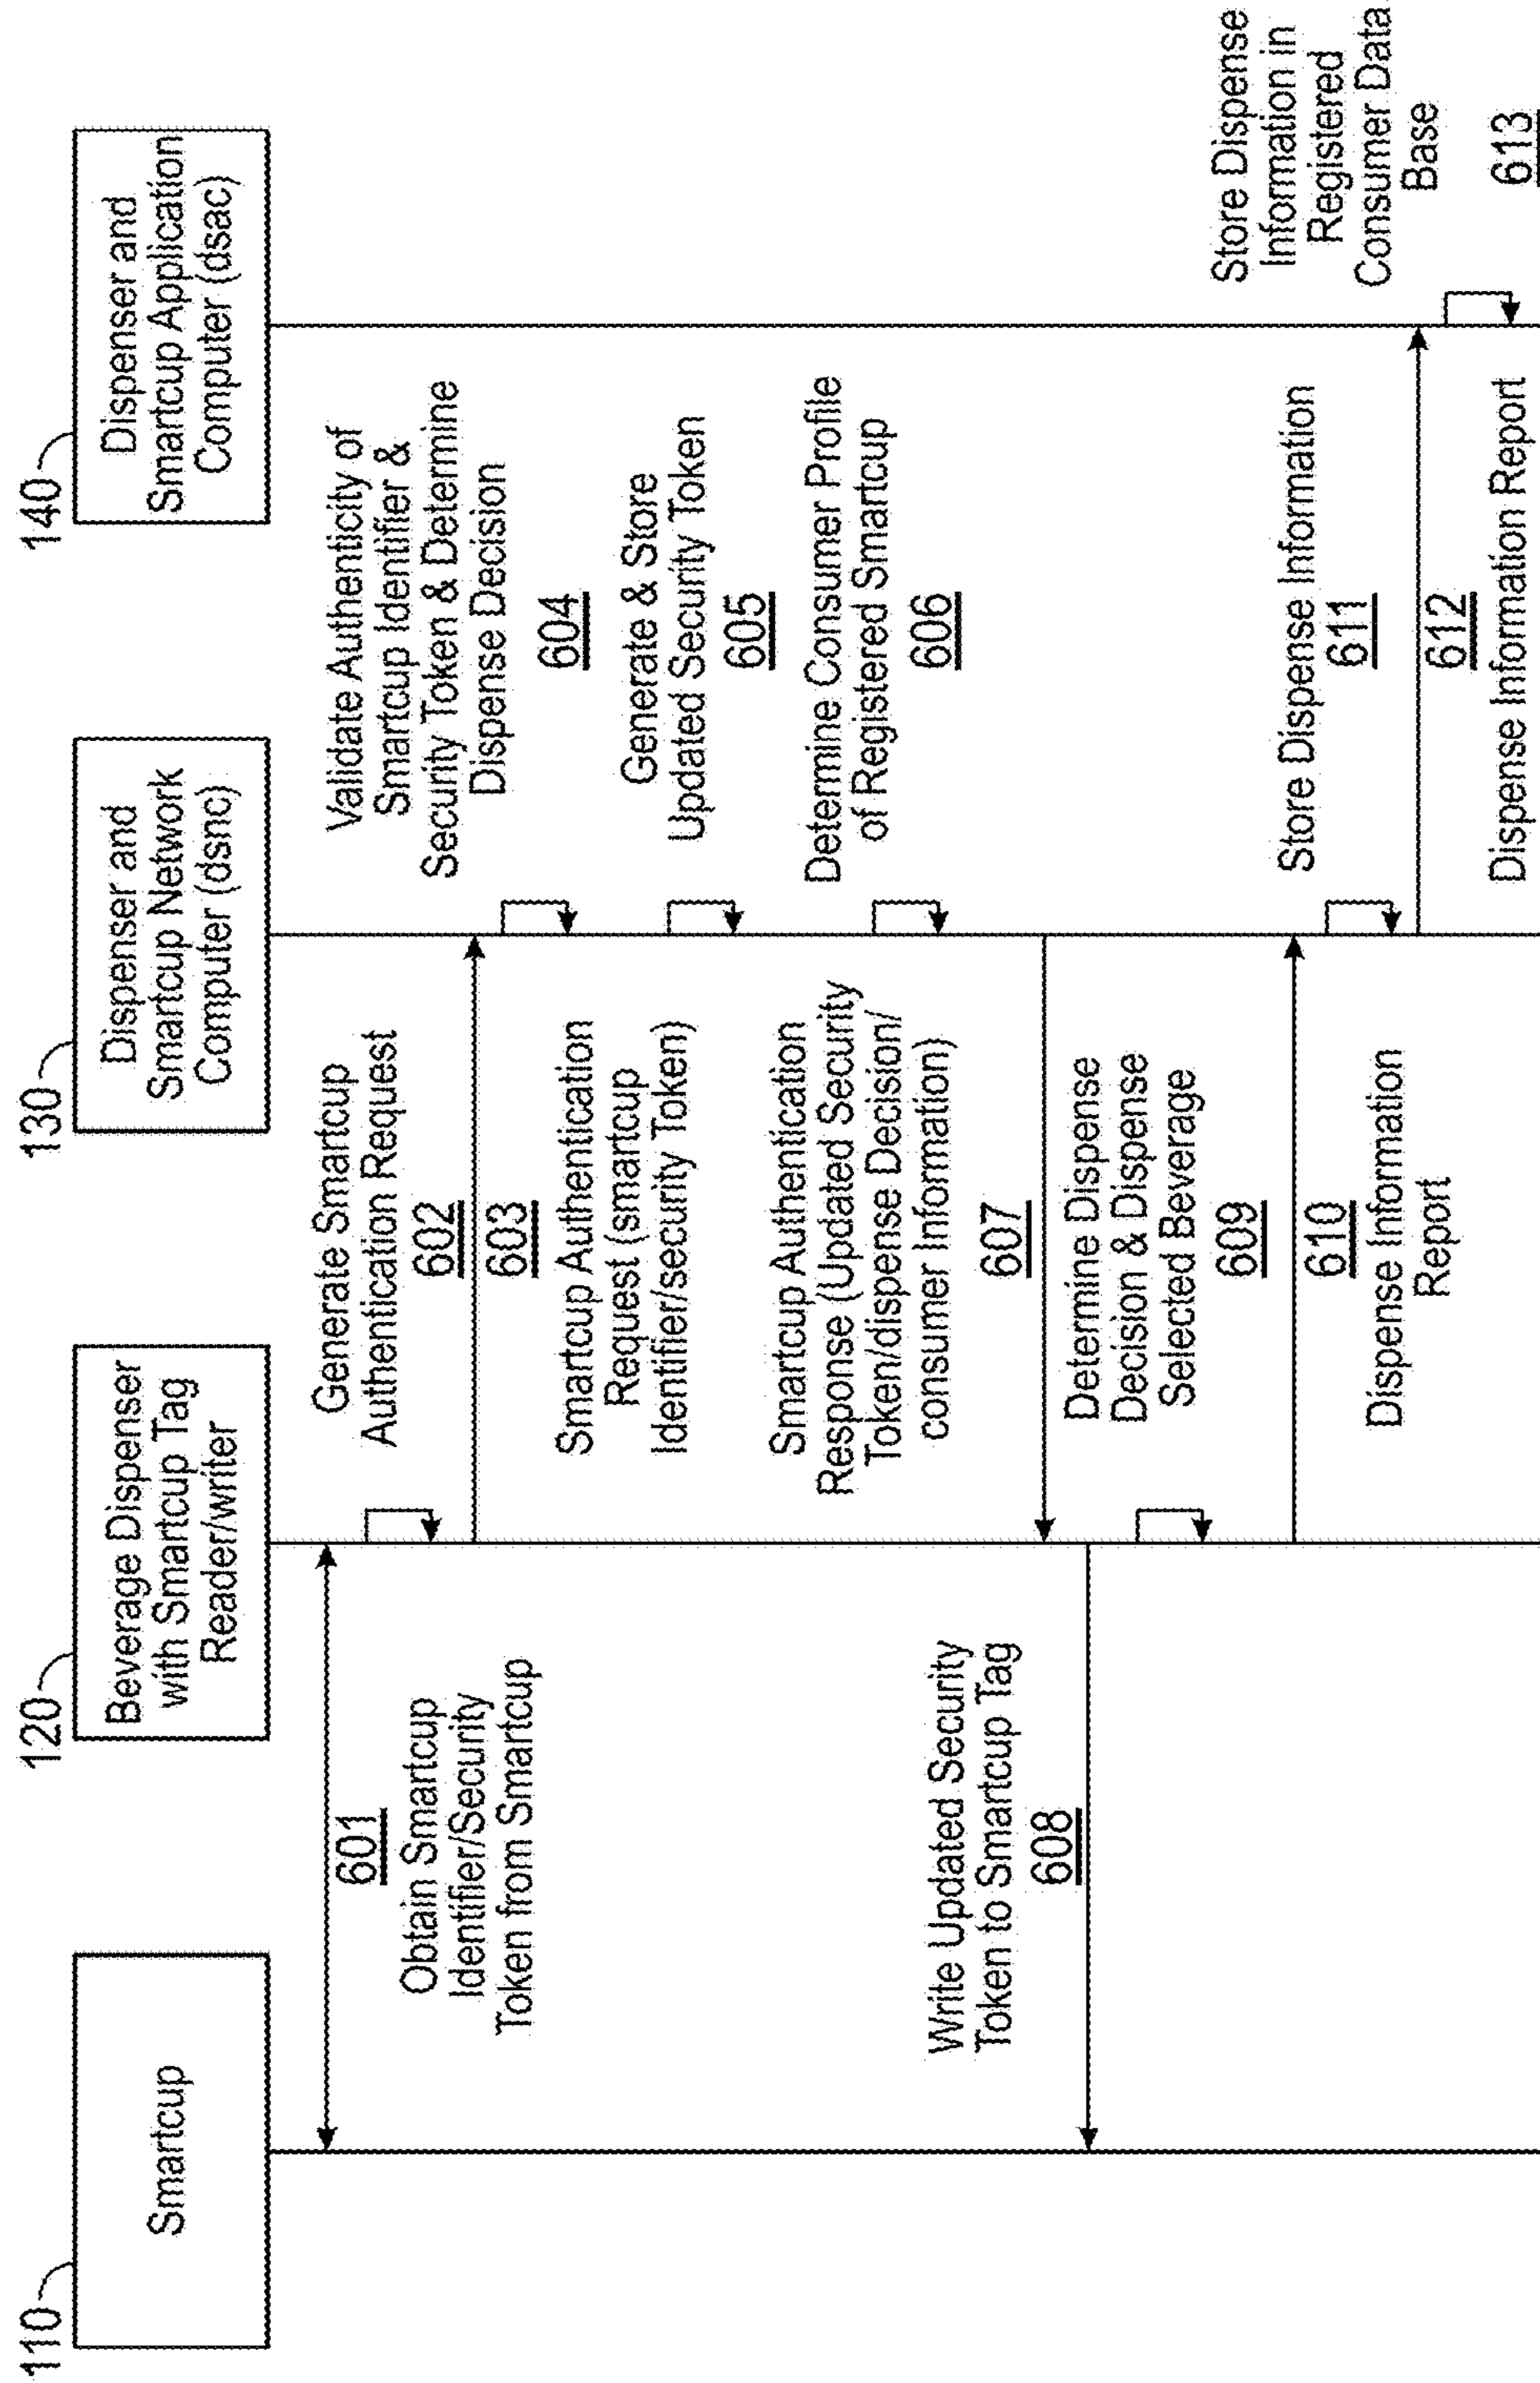 110
Smartcup
120
Beverage Dispenser
with Smartcup Tag
Reader/writer
130
Dispenser and
Smartcup Network
Computer (dsnc)
140
Dispenser and
Smartcup Application
Computer (dsac)
601
Obtain Smartcup
Identifier/Security
Token from Smartcup
Generate Smartcup
Authentication Request
602
603
Smartcup Authentication
Request (smartcup
Identifier/security Token)
Validate Authenticity of
Smartcup Identifier &
Security Token & Determine
Dispense Decision
604
Generate & Store
Updated Security Token
605
Determine Consumer Profile
of Registered Smartcup
606
Smartcup Authentication
Response (Updated Security
Token/dispense Decision/
consumer Information)
607
Write Updated Security
Token to Smartcup Tag
608
Determine Dispense
Decision & Dispense
Selected Beverage
609
610
Dispense Information
Report
Store Dispense Information
611
612
Dispense Information Report
Store Dispense
Information in
Registered
Consumer Data
Base
613